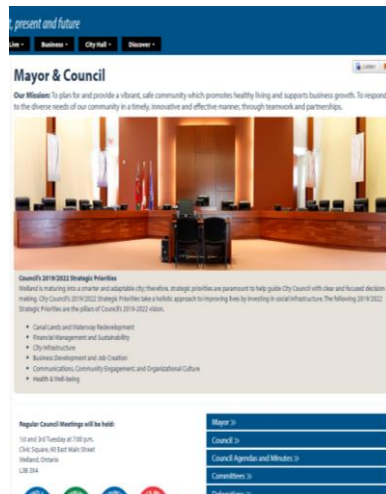 t, present and future
Live
Business
City Hall
Discover
Listen
Mayor & Council
Our Mission: To plan for and provide a vibrant, safe community which promotes healthy living and supports business growth. To respond
to the diverse needs of our community in a timely, innovative and effective manner, through teamwork and partnerships.
Council's 2019/2022 Strategic Priorities
Welland is maturing into a smarter and adaptable city; therefore, strategic priorities are paramount to help guide City Council with clear and focused decision
making. City Council's 2019/2022 Strategic Priorities take a holistic approach to improving lives by investing in social infrastructure. The following 2019/2022
Strategic Priorities are the pillars of Council's 2019-2022 vision.
Canal Lands and Waterway Redevelopment
Financial Management and Sustainability
City Infrastructure
Business Development and Job Creation
Communications, Community Engagement, and Organizational Culture
Health & Well-being
Regular Council Meetings will be held:
1st and 3rd Tuesday at 7:00 p.m.
Civic Square, 60 East Main Street
Welland, Ontario
L3B 3X4
Mayor »
Council »
Council Agendas and Minutes »
Committees »
Delegations »